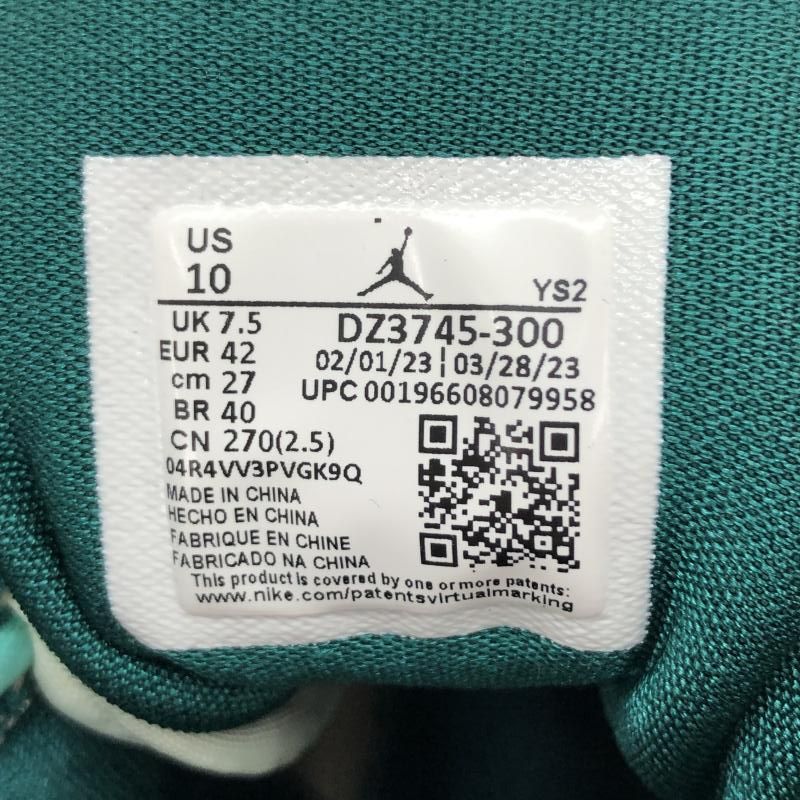 US
10
YS2
UK 7.5
DZ3745-300
EUR 42
02/01/23 | 03/28/23
cm 27
UPC 00196608079958
BR 40
CN 270(2.5)
04R4VV3PVGK9Q
MADE IN CHINA
HECHO EN CHINA
FABRIQUE EN CHINE
FABRICADO NA CHINA
This product is covered by one or more patents:
www.nike.com/patentsvirtualmarking